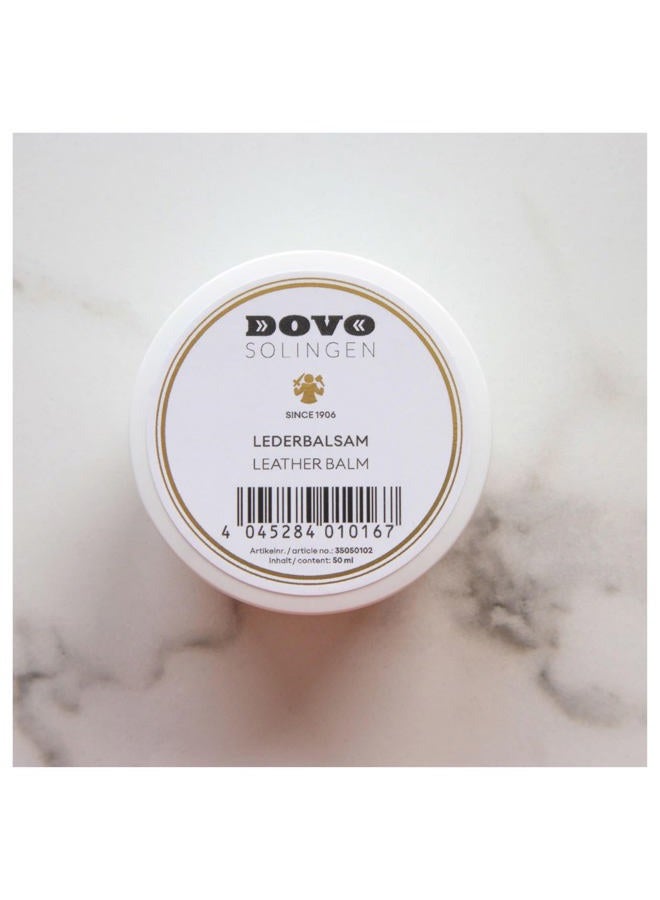 DOVO
SOLINGEN
SINCE 1906
LEDERBALSAM
LEATHER BALM
4 045284 010167
Artikelnr./ article no.: 35050102
Inhalt/ content: 50 ml